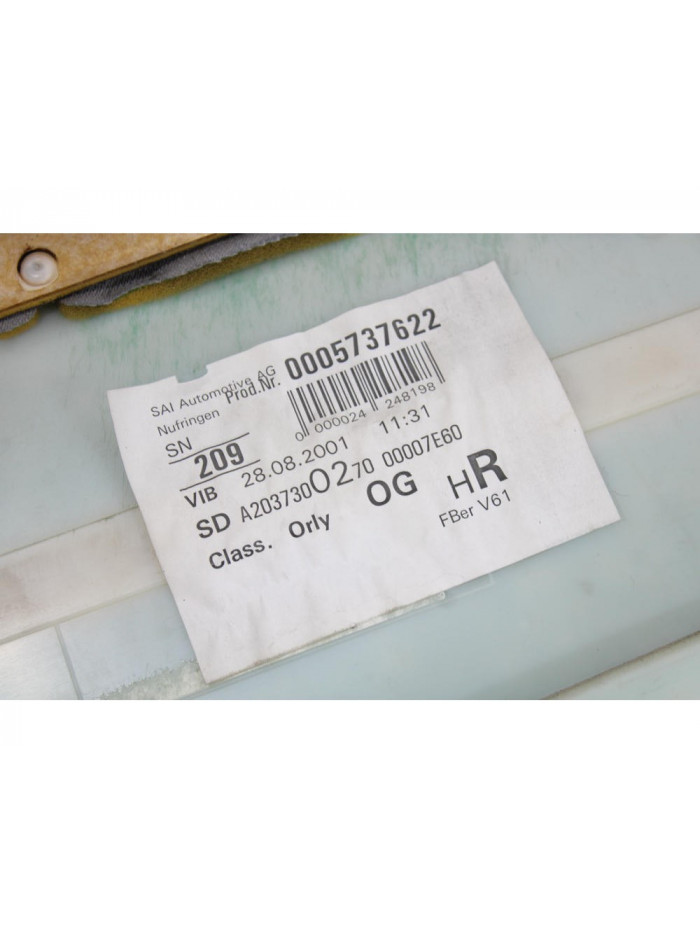 SAI Automotive AG
Nufringen
Prod.Nr. 0005737622
0 000024 248198
SN
209
VIB 28.08.2001 11:31
SD A2037300270 00007E60
Class. Orly OG HR
FBer V61